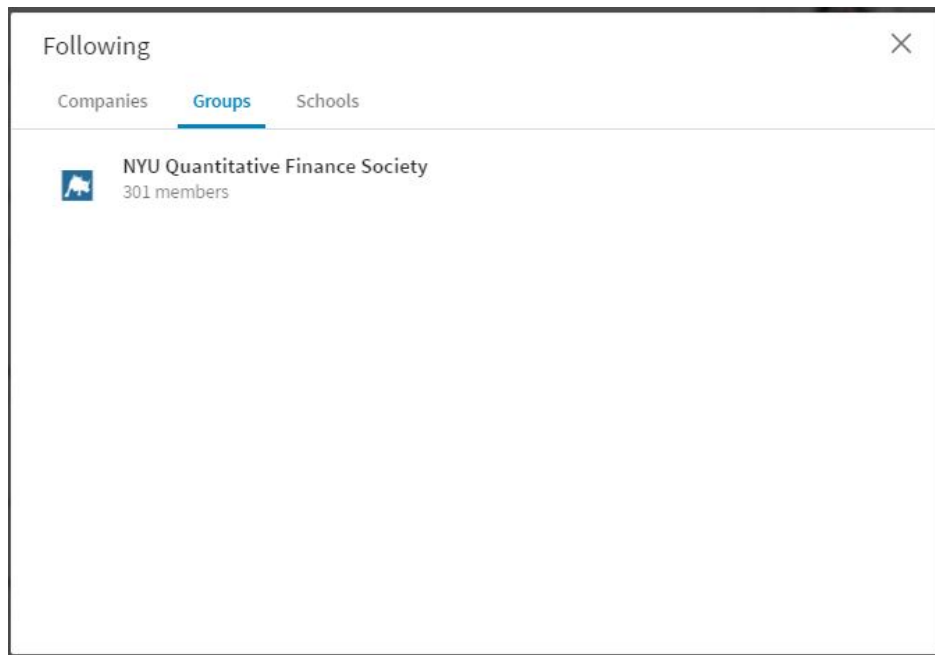 Following
Companies Groups Schools
NYU Quantitative Finance Society
301 members